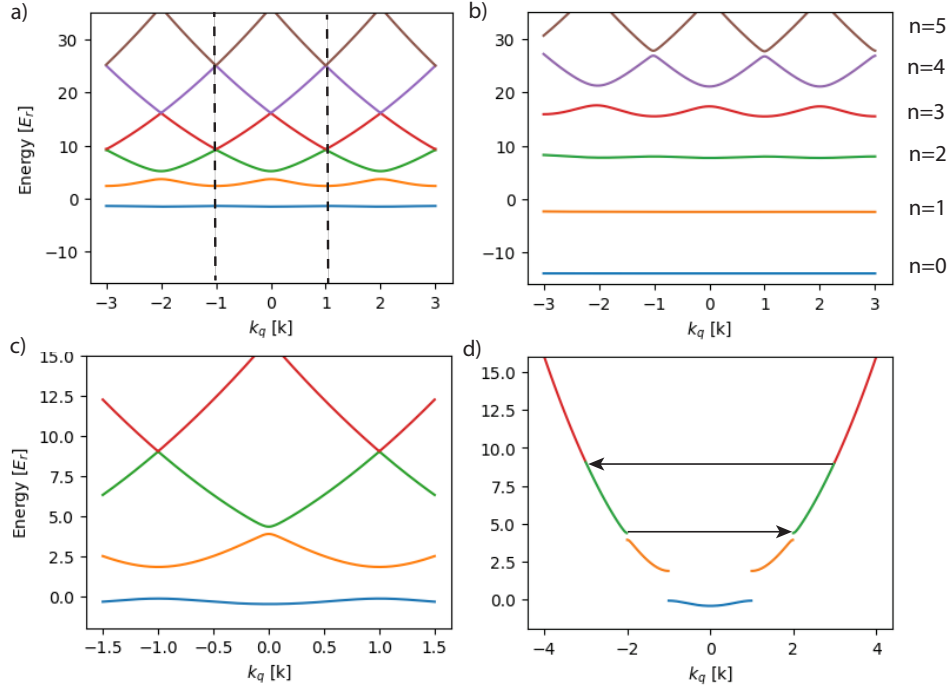 a)
30
20
10
0
−10
Energy [Eᵣ]
−3 −2 −1 0 1 2 3
k_q [k]
b)
30
20
10
0
−10
−3 −2 −1 0 1 2 3
k_q [k]
n=5
n=4
n=3
n=2
n=1
n=0
c)
15.0
12.5
10.0
7.5
5.0
2.5
0.0
Energy [Eᵣ]
−1.5 −1.0 −0.5 0.0 0.5 1.0 1.5
k_q [k]
d)
15.0
12.5
10.0
7.5
5.0
2.5
0.0
−4 −2 0 2 4
k_q [k]